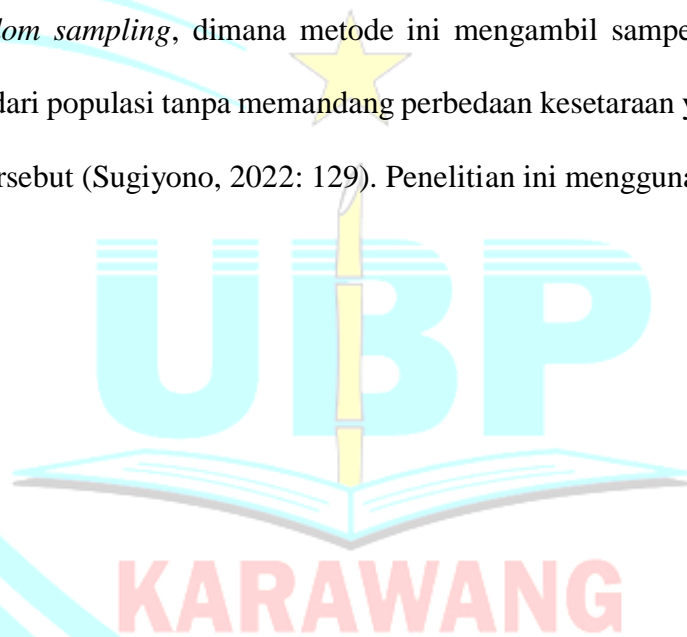 dom sampling, dimana metode ini mengambil sampe
dari populasi tanpa memandang perbedaan kesetaraan y
rsebut (Sugiyono, 2022: 129). Penelitian ini mengguna
UBP
KARAWANG